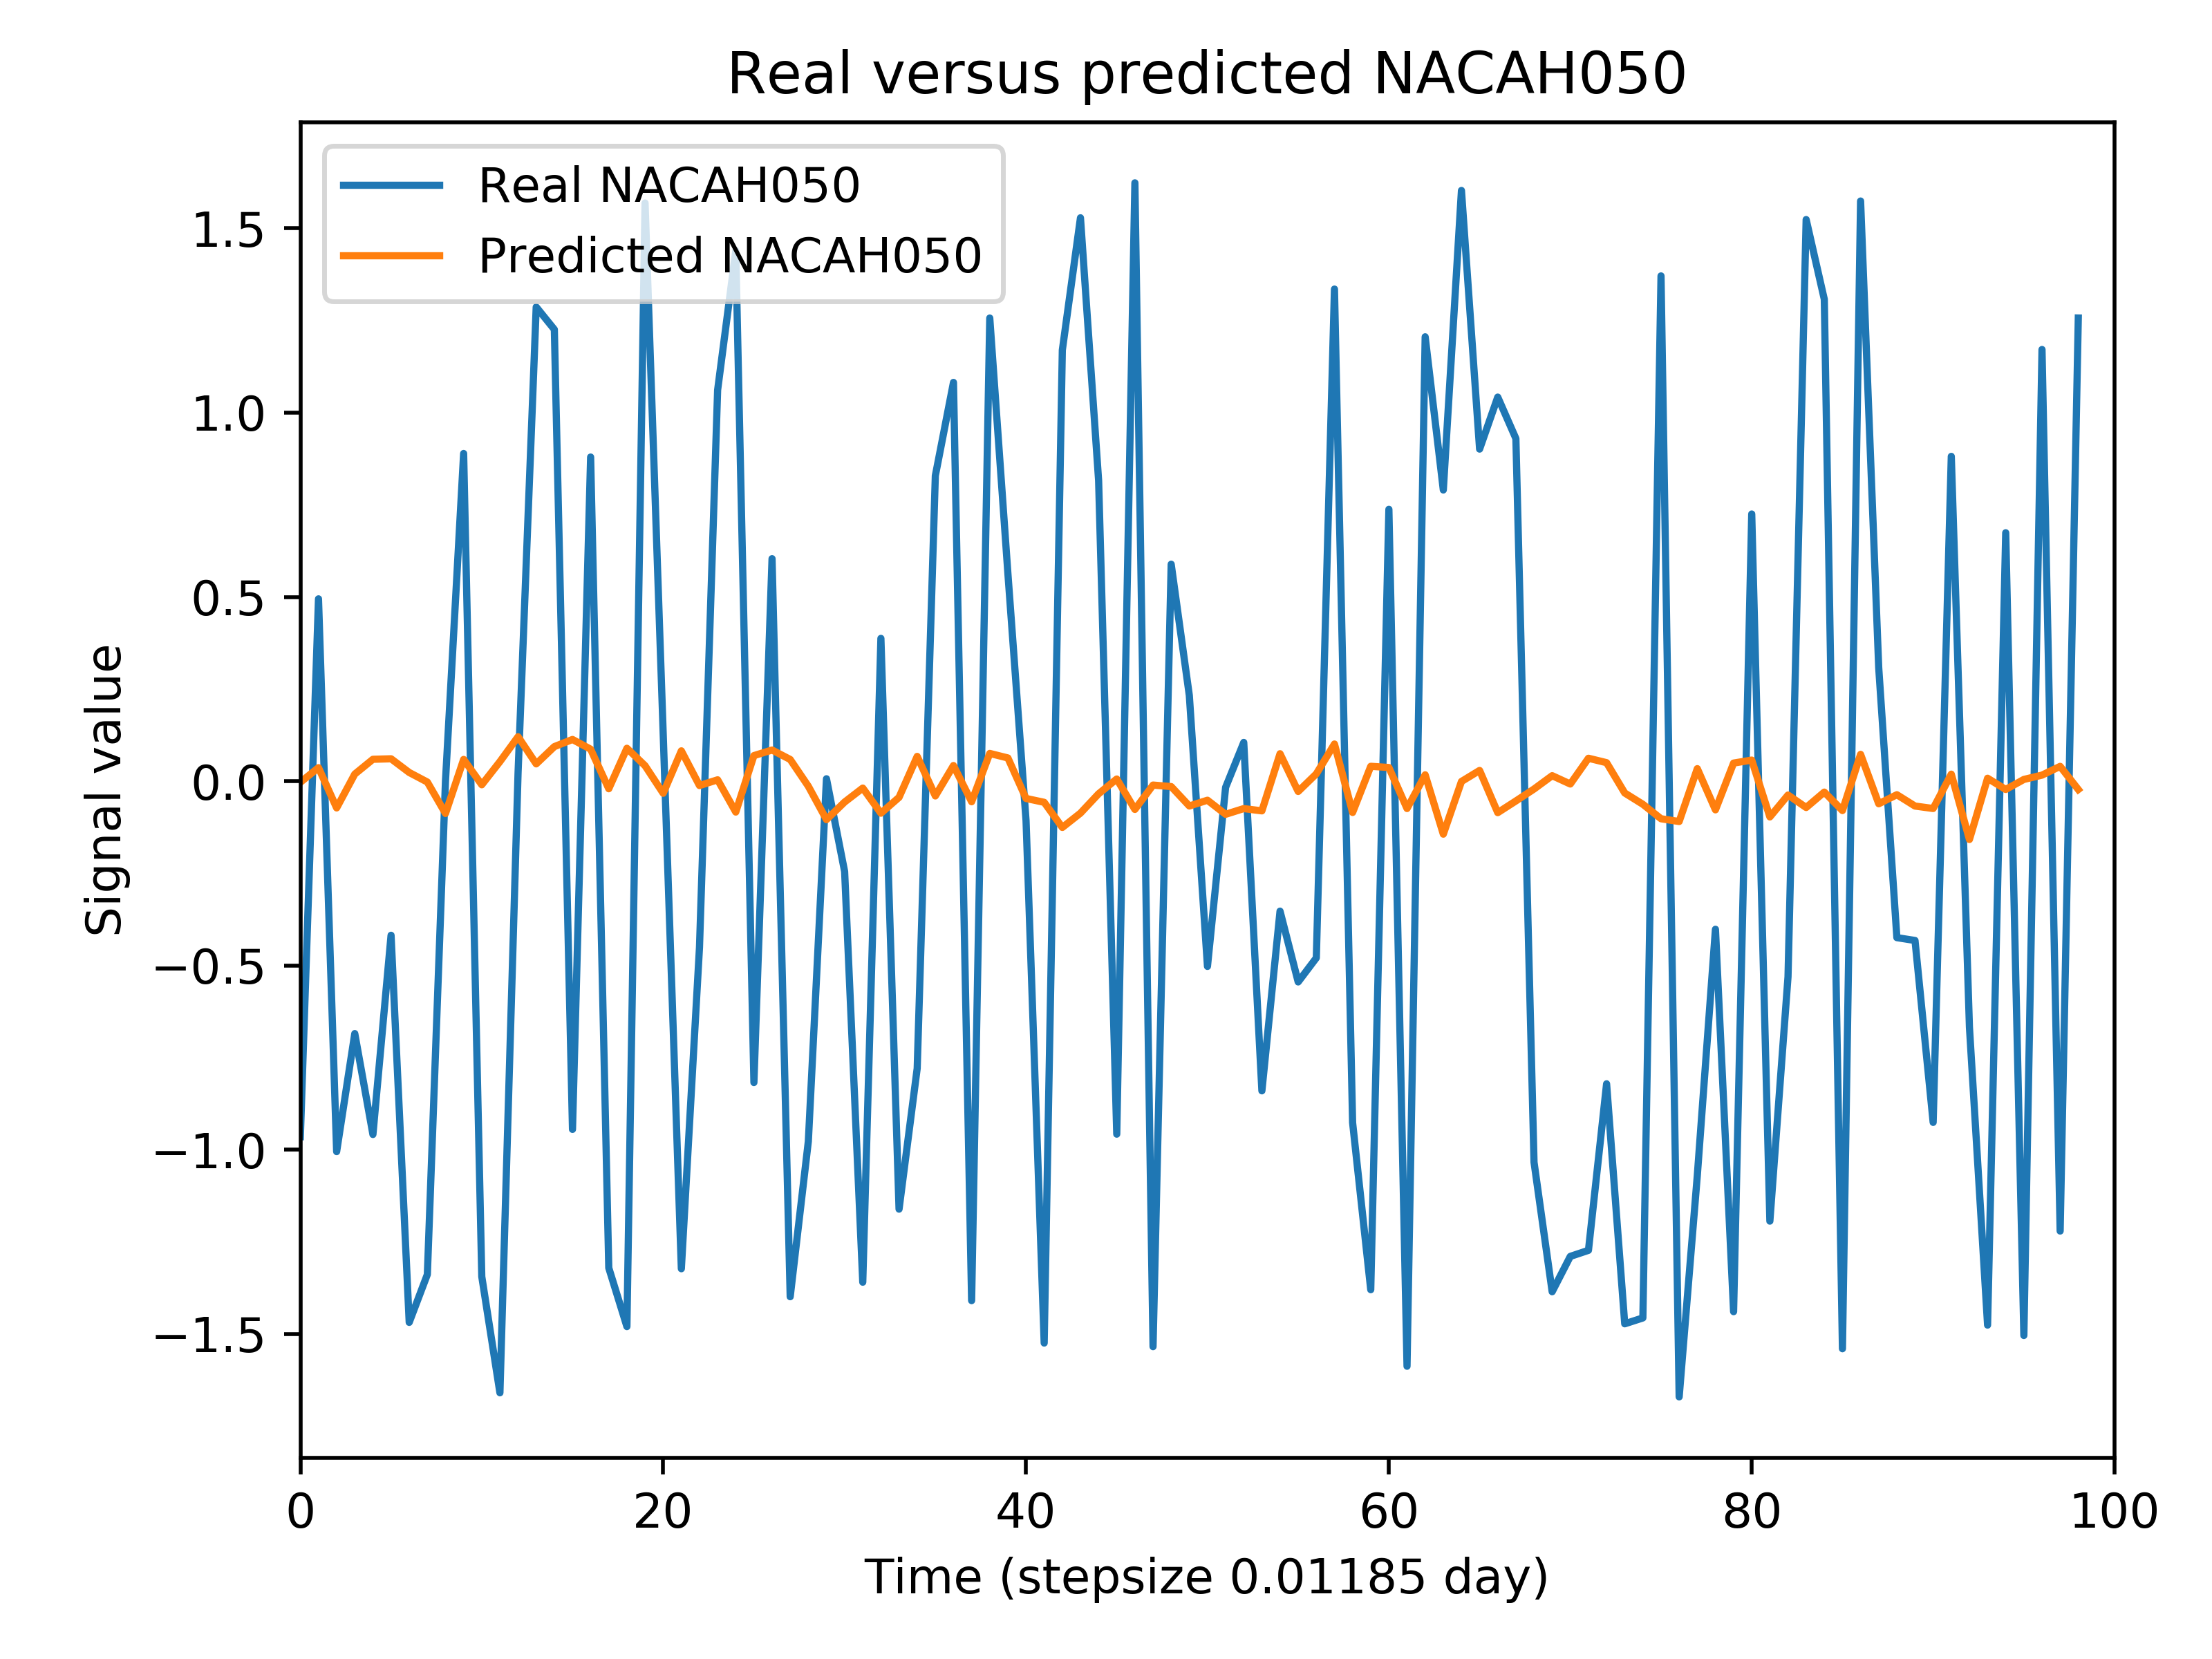 Real versus predicted NACAH050
Real NACAH050
Predicted NACAH050
1.5
1.0
0.5
0.0
−0.5
−1.0
−1.5
Signal value
0 20 40 60 80 100
Time (stepsize 0.01185 day)